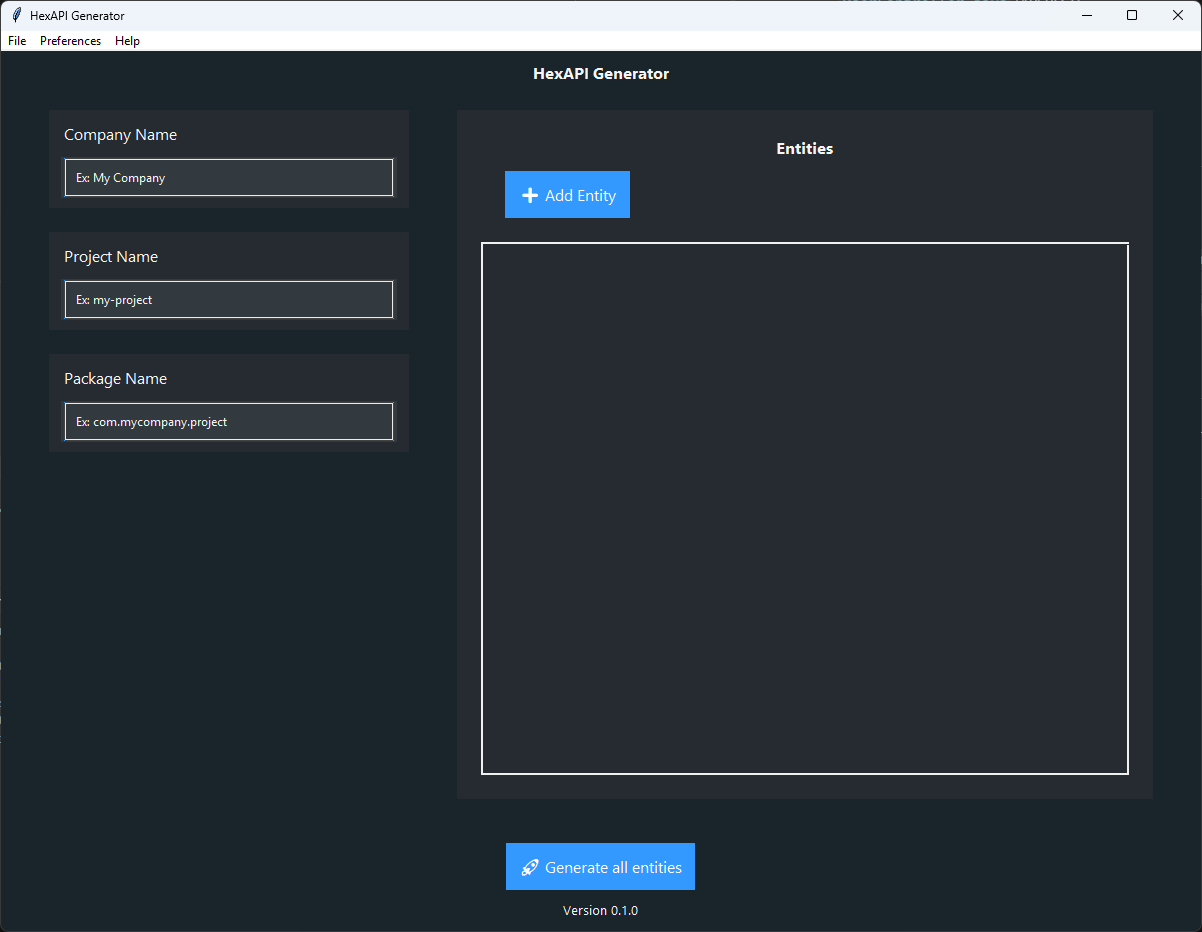 HexAPI Generator
File Preferences Help
HexAPI Generator
Company Name
Ex: My Company
Project Name
Ex: my-project
Package Name
Ex: com.mycompany.project
Entities
Add Entity
Generate all entities
Version 0.1.0